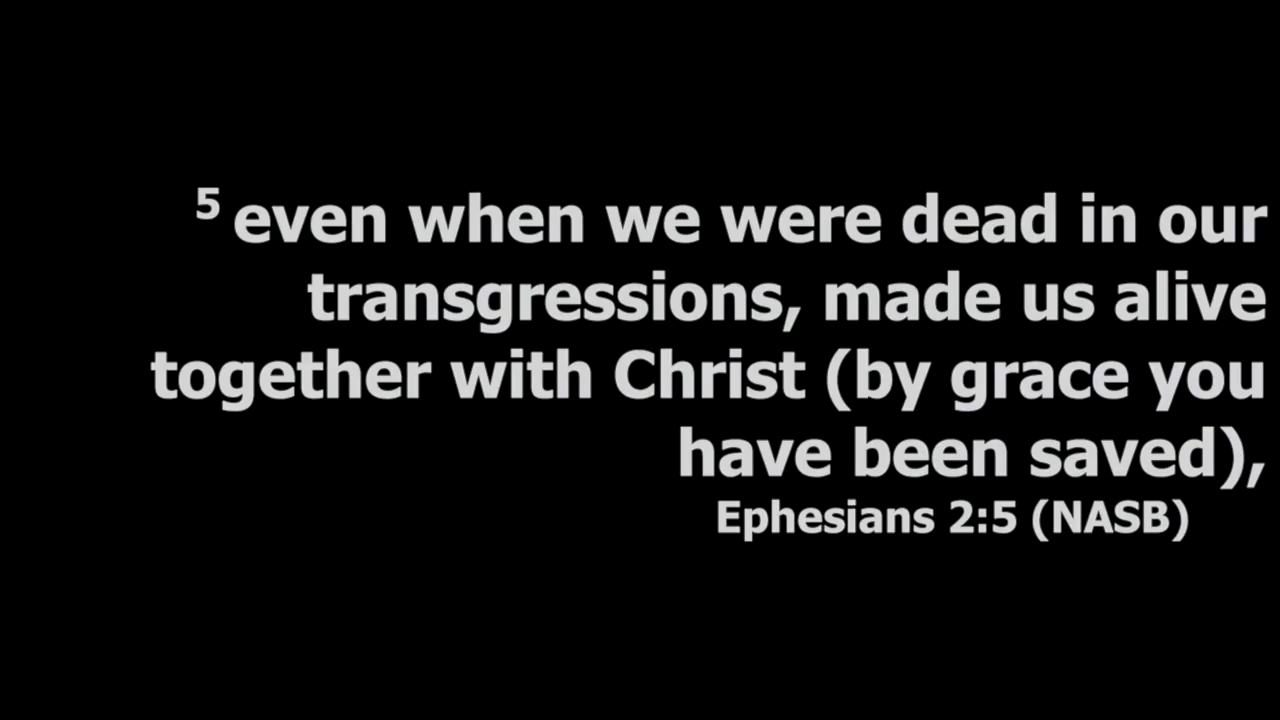 5 even when we were dead in our
transgressions, made us alive
together with Christ (by grace you
have been saved),
Ephesians 2:5 (NASB)